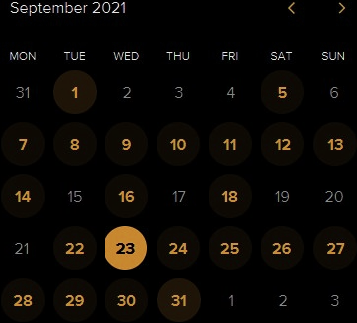 September 2021
MON TUE WED THU FRI SAT SUN
31 1 2 3 4 5 6
7 8 9 10 11 12 13
14 15 16 17 18 19 20
21 22 23 24 25 26 27
28 29 30 31 1 2 3